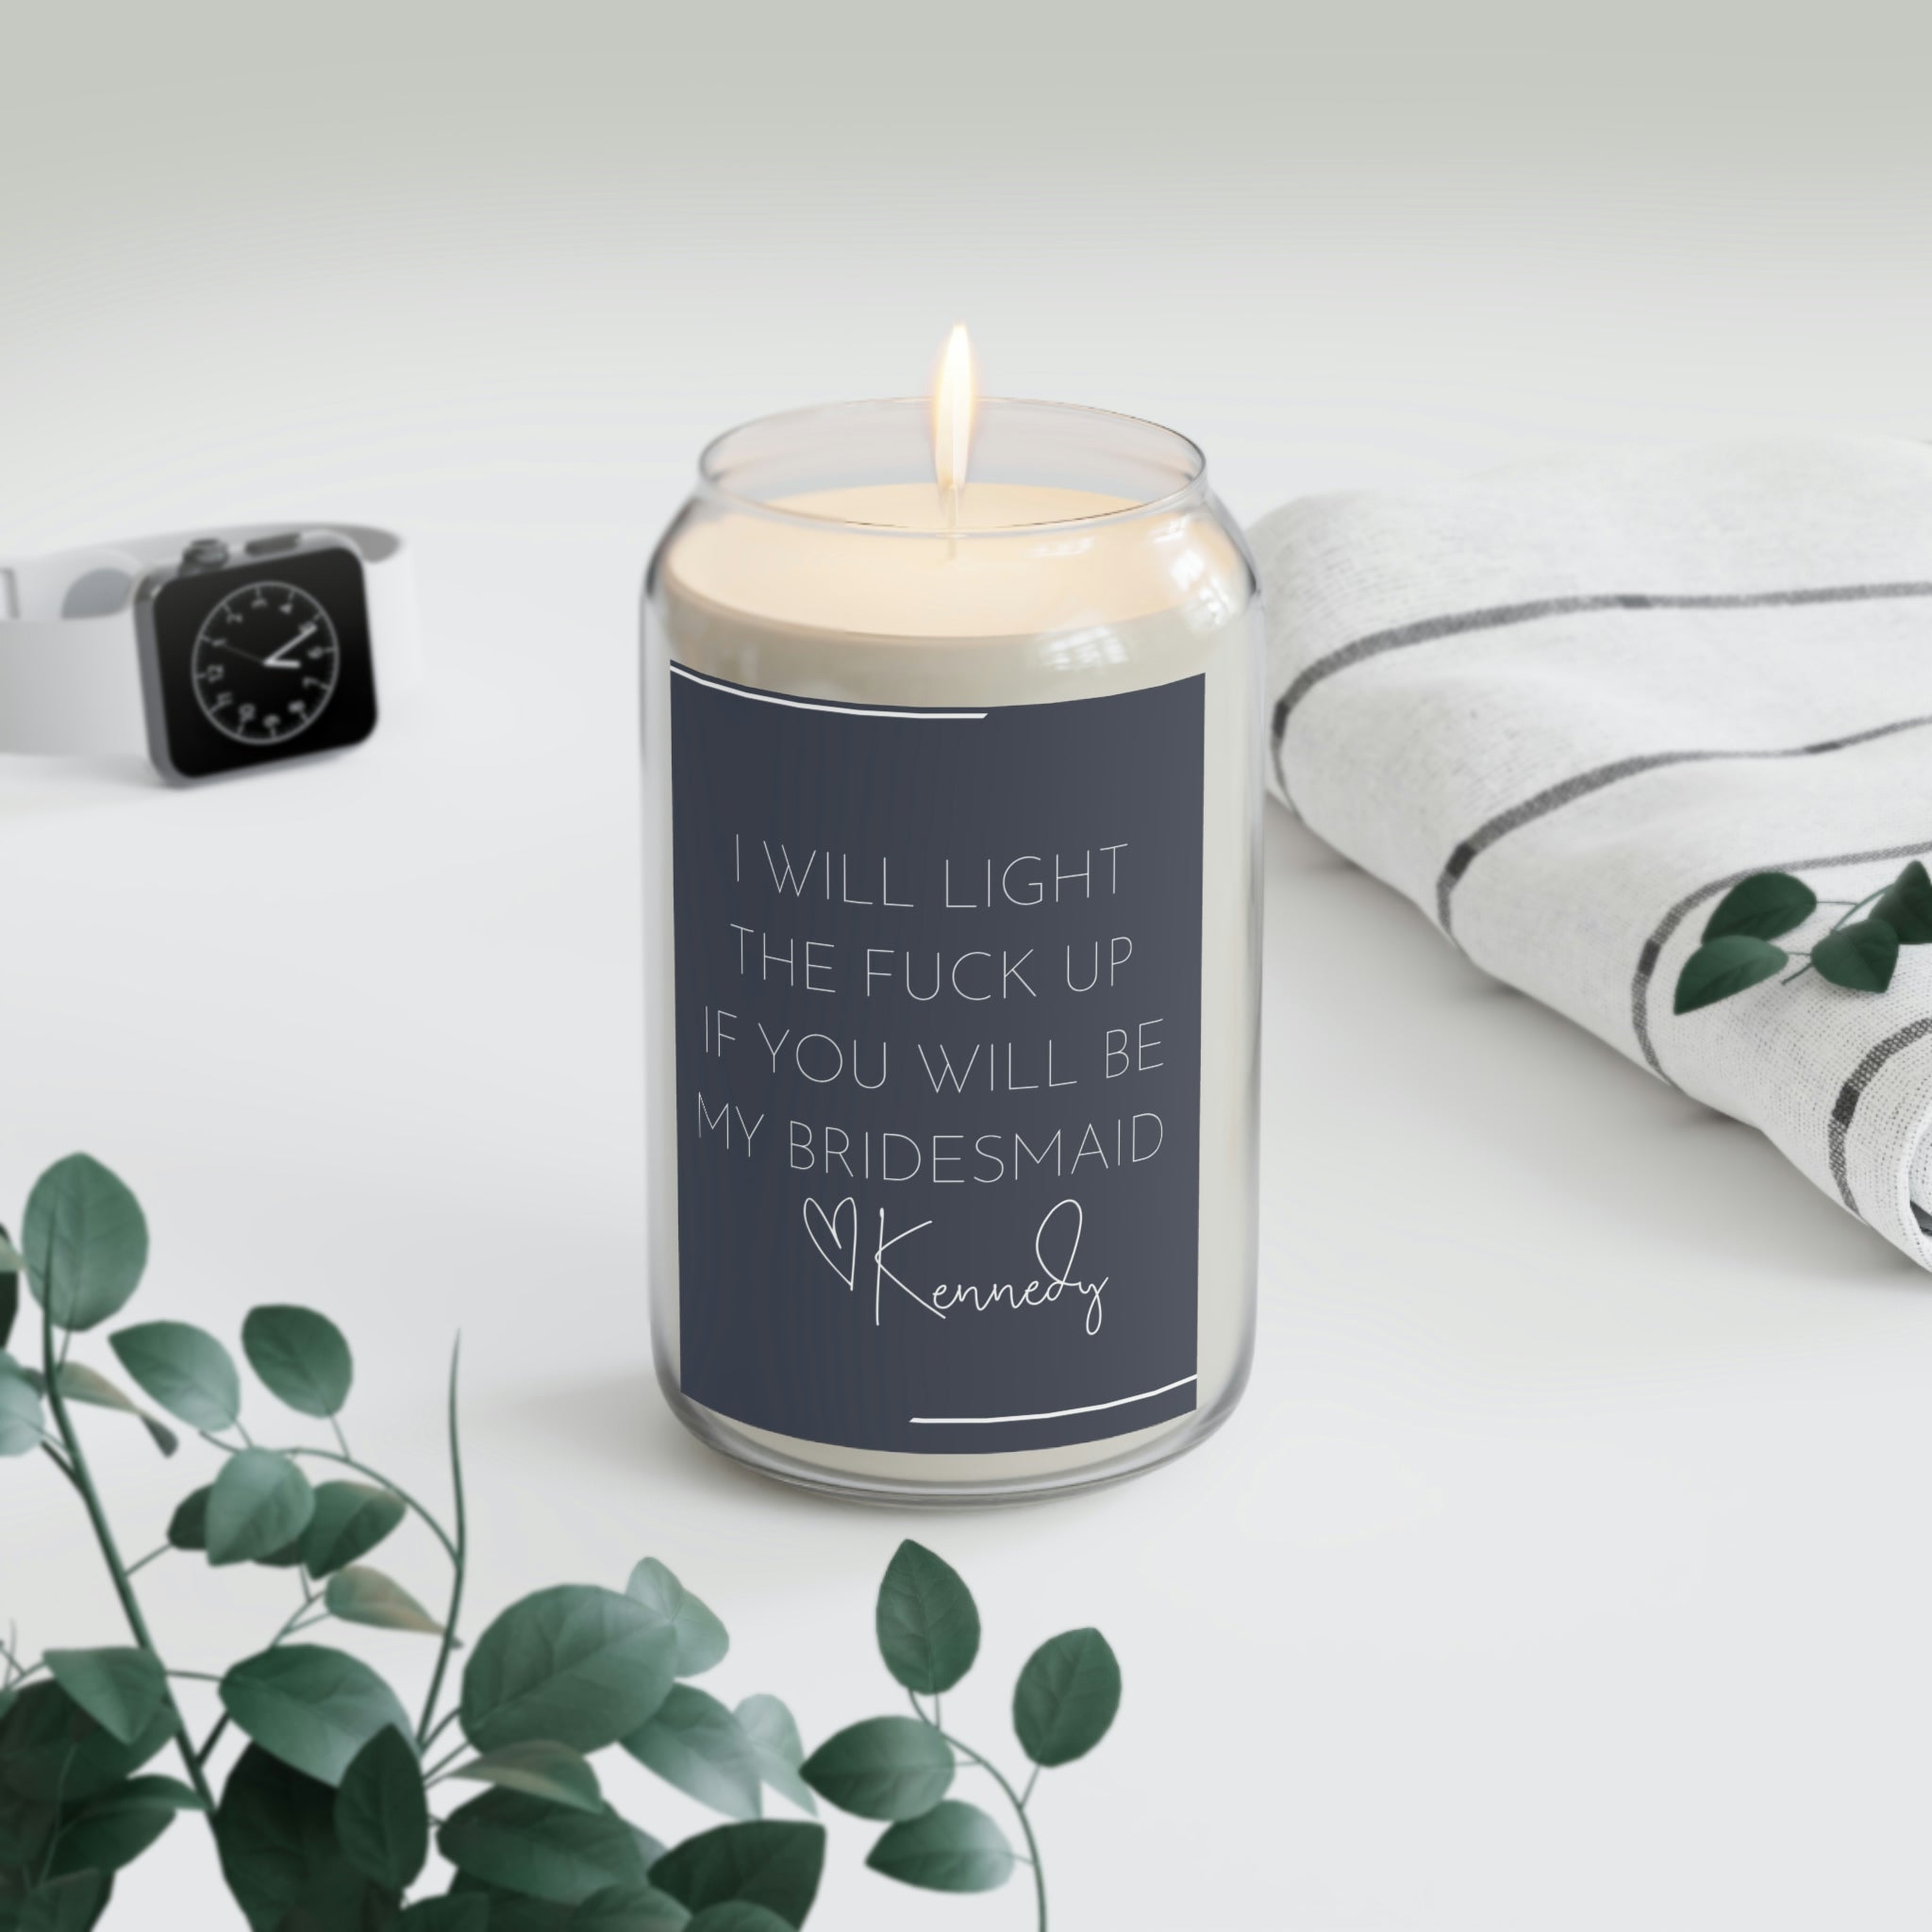 I WILL LIGHT
THE FUCK UP
IF YOU WILL BE
MY BRIDESMAID
♡Kennedy